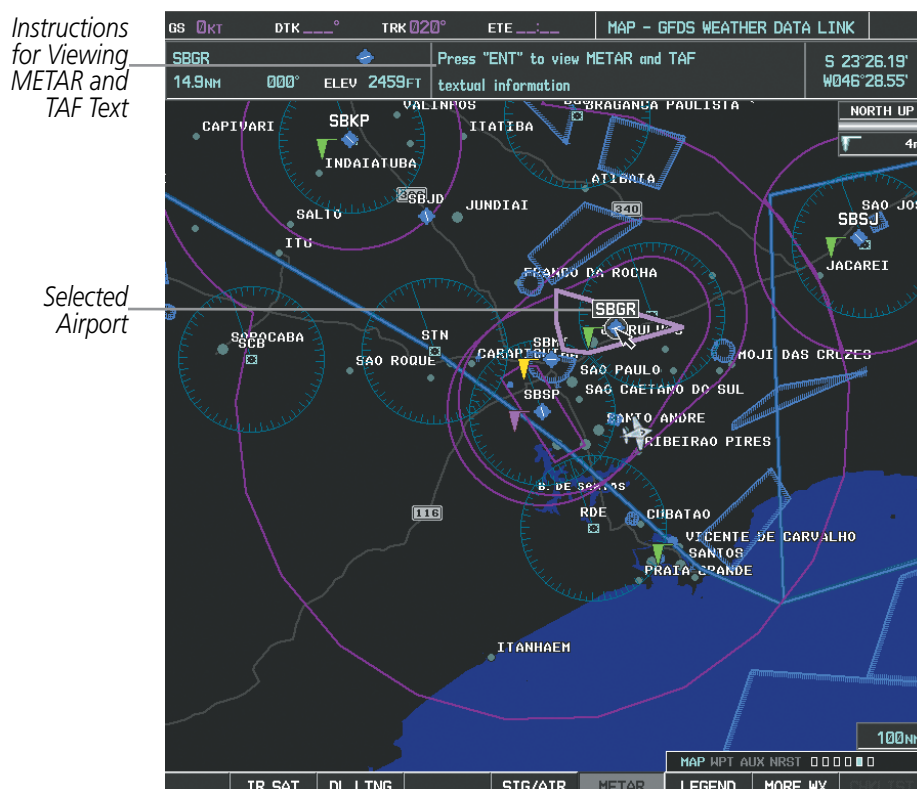 Instructions
for Viewing
METAR and
TAF Text
Selected
Airport
GS 0KT DTK ___° TRK 020° ETE __:__ MAP – GFDS WEATHER DATA LINK
SBGR
14.9NM 000° ELEV 2459FT
Press "ENT" to view METAR and TAF
textual information
S 23°26.19'
W046°28.55'
NORTH UP
VALINHOS
BRAGANCA PAULISTA
CAPIVARI
SBKP
ITATIBA
INDAIATUBA
ATIBAIA
SBJD
JUNDIAI
340
SAO JOS
SALTO
SBSJ
ITU
JACAREI
FRANCO DA ROCHA
SBGR
SOROCABA
SCB
STN
SAO ROQUE
MOJI DAS CRUZES
SAO PAULO
SBSP
SAO CAETANO DO SUL
SANTO ANDRE
RIBEIRAO PIRES
B. DE SANTOS
116
RDE
CUBATAO
VICENTE DE CARVALHO
SANTOS
PRAIA GRANDE
ITANHAEM
100NM
MAP WPT AUX NRST
IR SAT DL LTNG SIG/AIR METAR LEGEND MORE WX CHKLIST